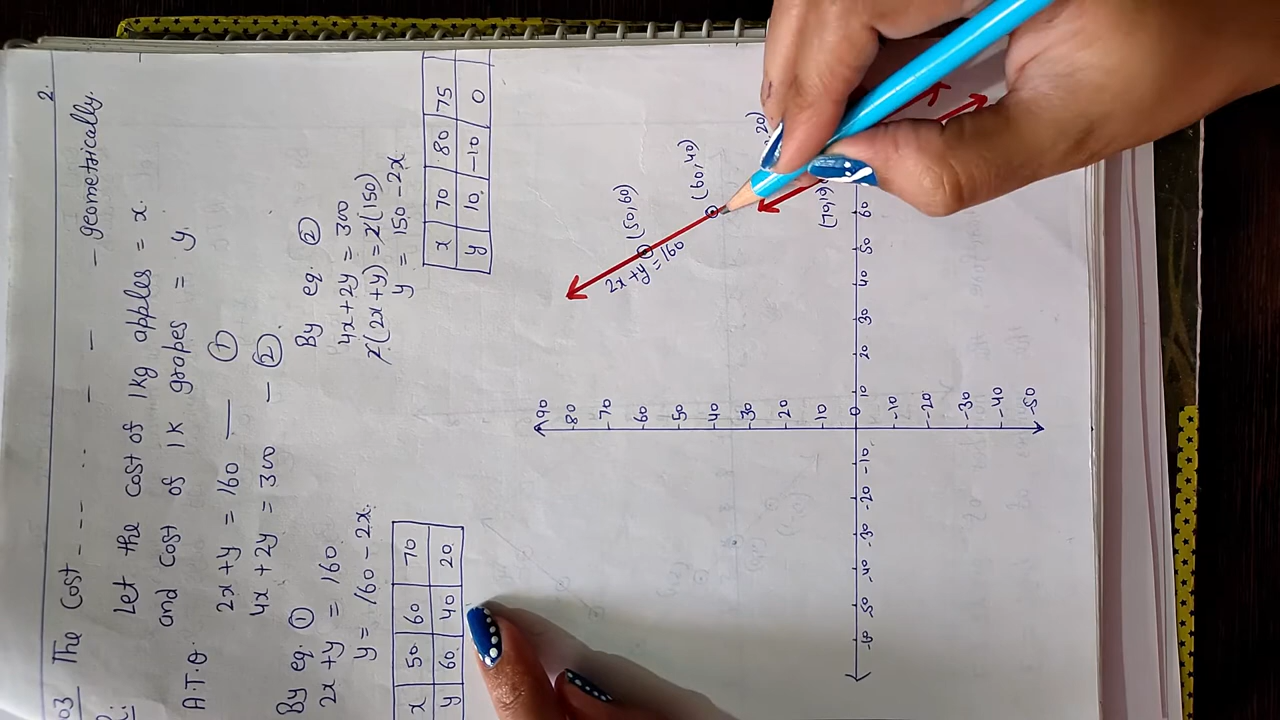 03 The Cost ---- . . . - - - geometrically.
2.
Let the cost of 1kg apples = x.
and cost of 1k grapes = y.
A.T.Q.
2x+y = 160 — ①
4x+2y = 300 - ②.
By eq. ①
2x+y = 160
y = 160-2x.
x 50 60 70
y 60 40 20
By eq. ②
4x+2y = 300
2(2x+y) = 2(150)
y = 150-2x
x 70 80 75
y 10 -10 0
(50,60)
(60,40)
,20)
(70,10
2x+y=160
90
80
70
60
50
40
30
20
10
0
-10
-20
-30
-40
-50
-10 -20 -30 -40 -50
10 20 30 40 50 60